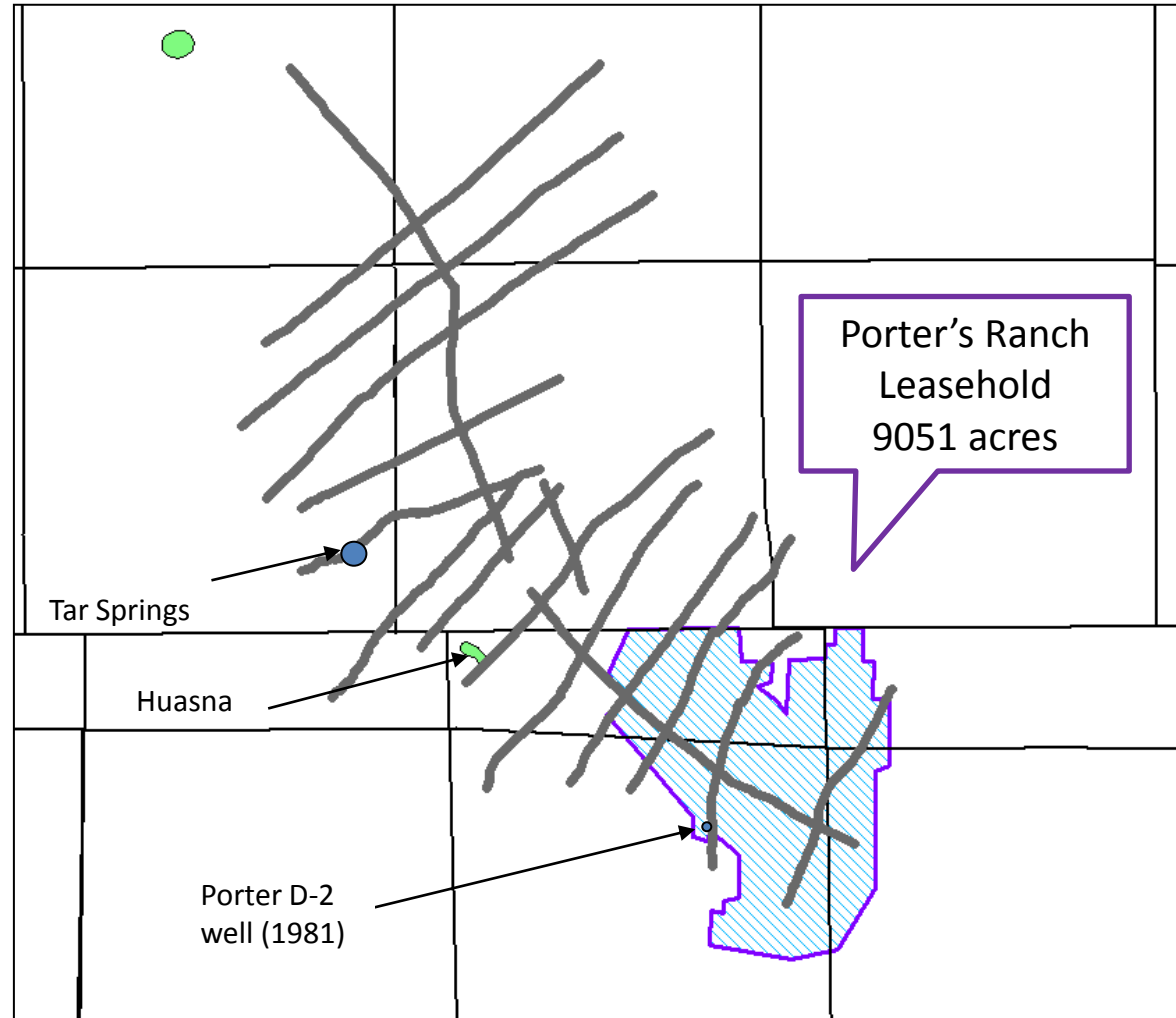 Porter’s Ranch
Leasehold
9051 acres
Tar Springs
Huasna
Porter D-2
well (1981)